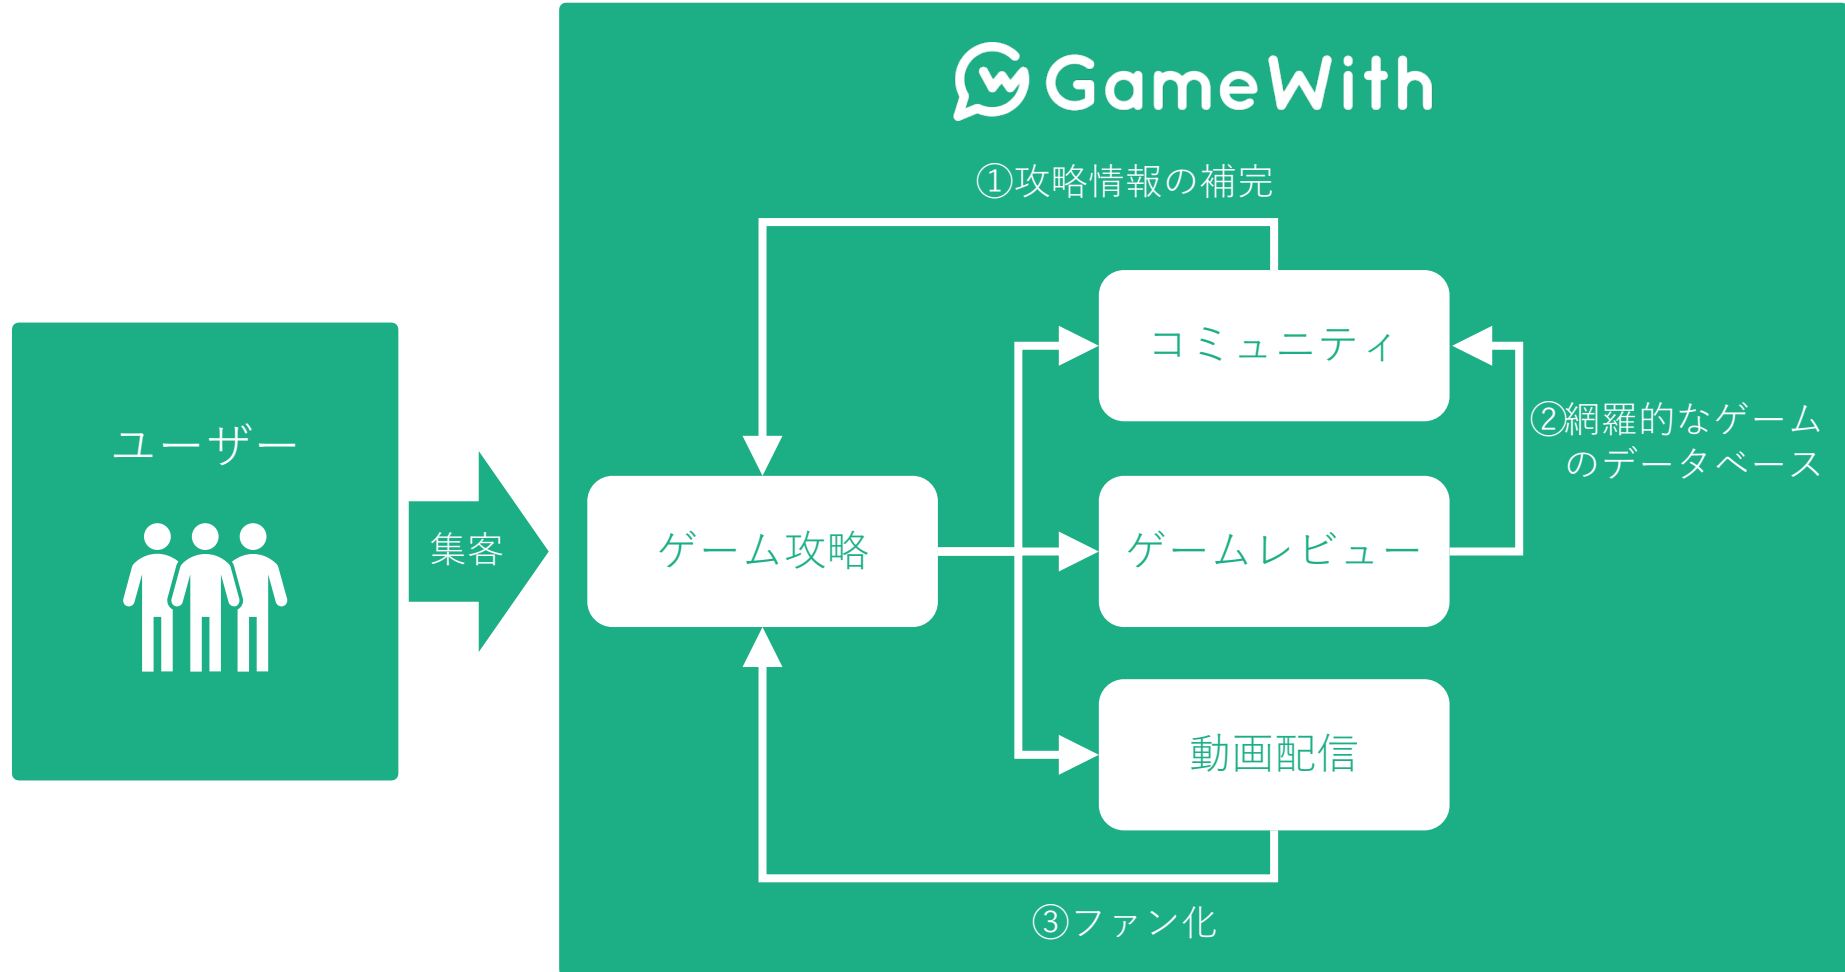 GameWith
①攻略情報の補完
コミュニティ
②網羅的なゲーム
のデータベース
ユーザー
集客
ゲーム攻略
ゲームレビュー
動画配信
③ファン化